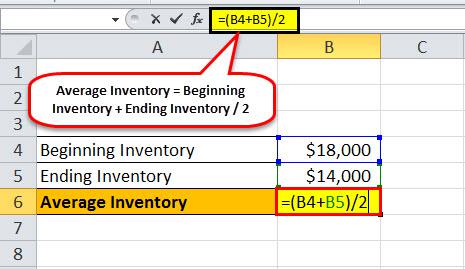 fx =(B4+B5)/2
A B C
1
Average Inventory = Beginning
2
Inventory + Ending Inventory / 2
3
4 Beginning Inventory $18,000
5 Ending Inventory $14,000
6 Average Inventory =(B4+B5)/2
7
8